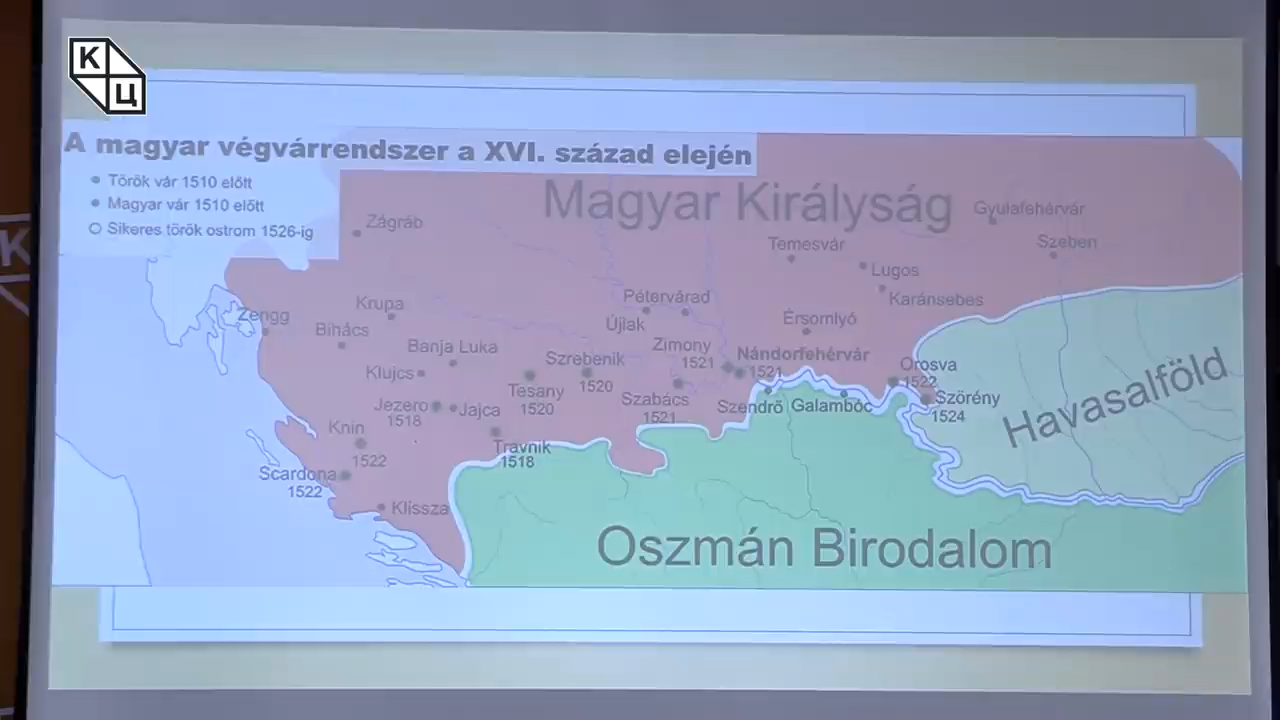 К
Ц
A magyar végvárrendszer a XVI. század elején
Török vár 1510 előtt
Magyar vár 1510 előtt
Sikeres török ostrom 1526-ig
Magyar Királyság
Zágráb
Gyulafehérvár
Temesvár
Szeben
Lugos
Karánsebes
Pétervárad
Krupa
Zengg
Bihács
Újlak
Érsomlyó
Banja Luka
Zimony
1521
Nándorfehérvár
1521
Szrebenik
1520
Klujcs
Orosva
1522
Tesany
1520
Szabács
1521
Szendrő
Galambóc
Szörény
1524
Jezero
1518
Jajca
Havasalföld
Knin
1522
Travnik
1518
Scardona
1522
Klissza
Oszmán Birodalom
К